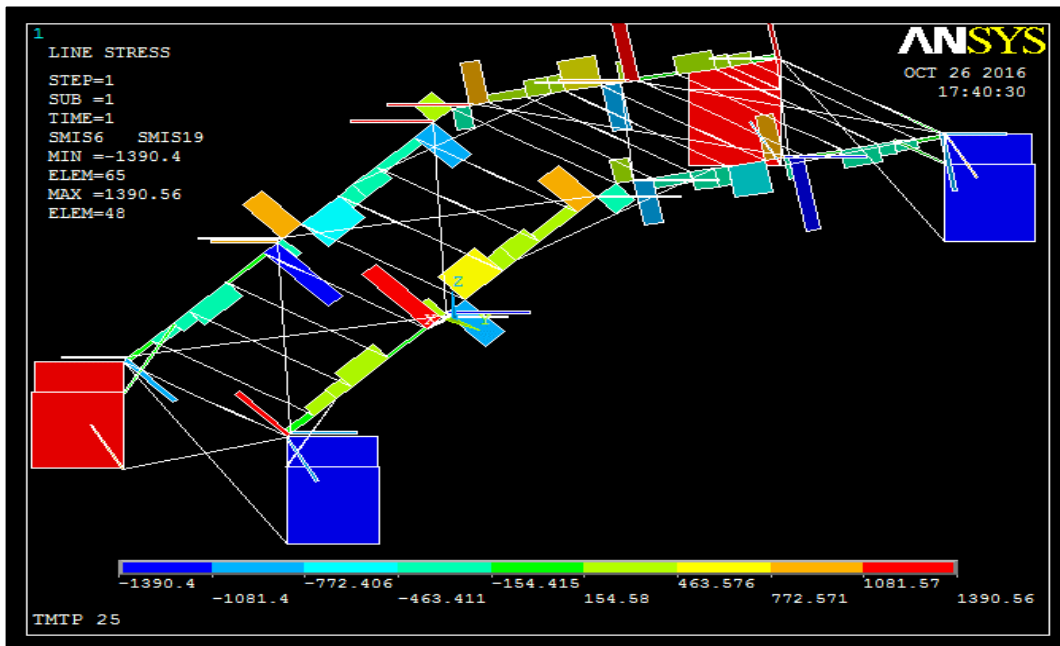 1
LINE STRESS
STEP=1
SUB =1
TIME=1
SMIS6 SMIS19
MIN =-1390.4
ELEM=65
MAX =1390.56
ELEM=48
ANSYS
OCT 26 2016
17:40:30
Z
X
Y
-1390.4 -772.406 -154.415 463.576 1081.57
-1081.4 -463.411 154.58 772.571 1390.56
TMTP 25